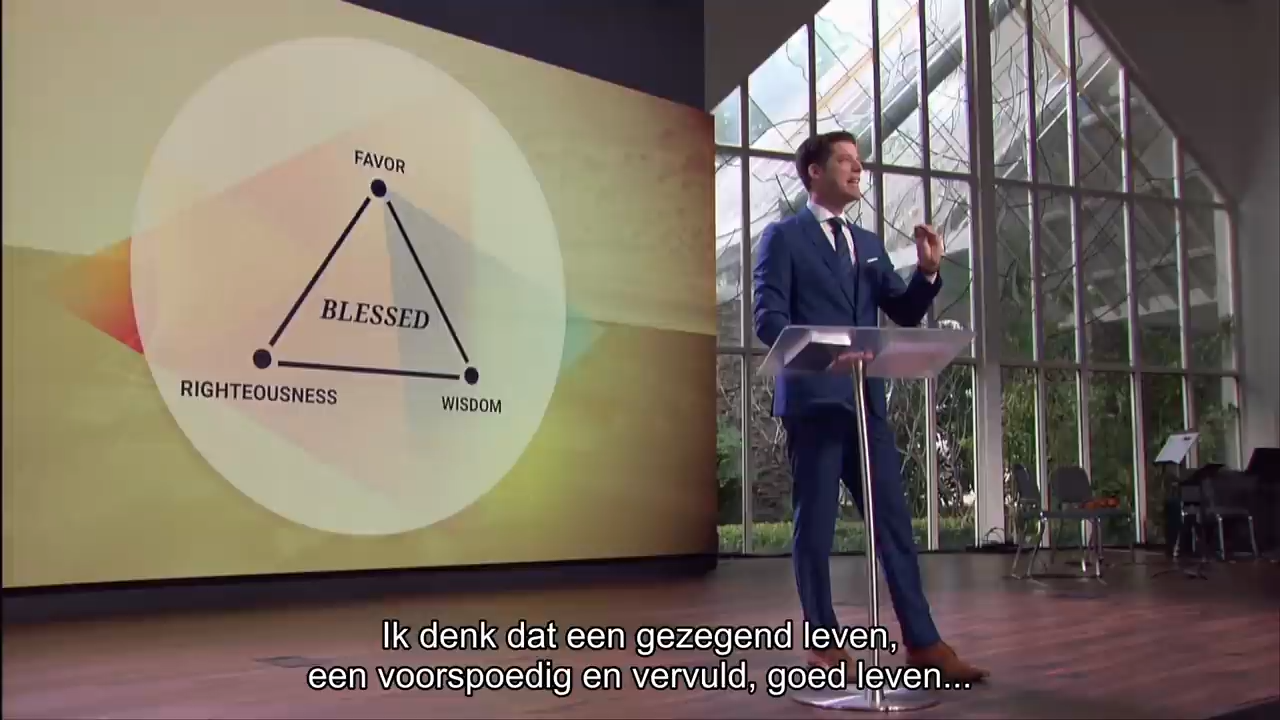 FAVOR
BLESSED
RIGHTEOUSNESS
WISDOM
Ik denk dat een gezegend leven,
een voorspoedig en vervuld, goed leven...